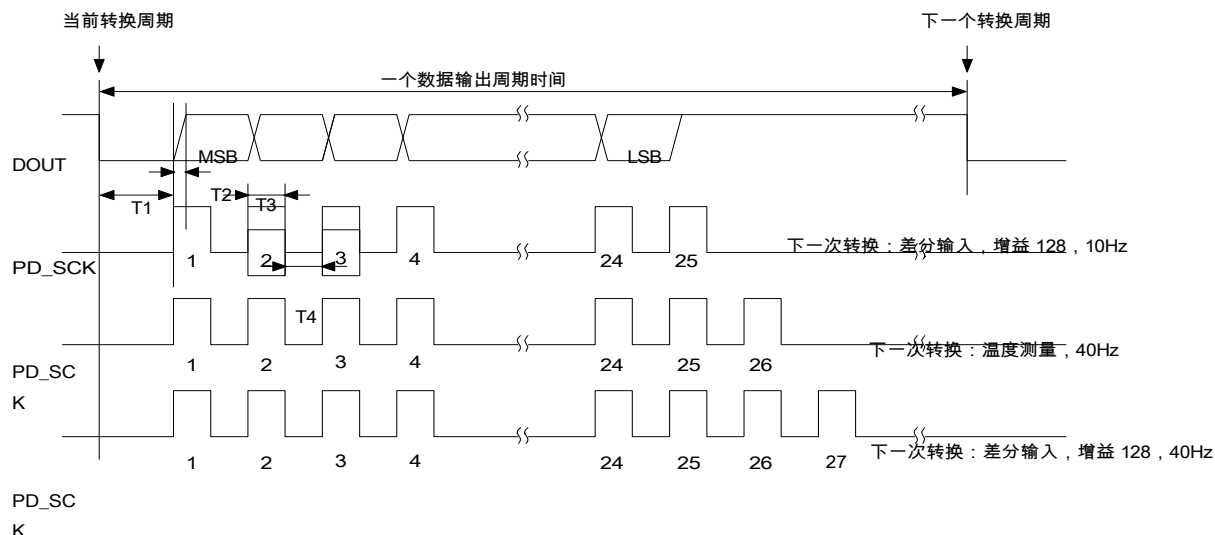 当前转换周期
下一个转换周期
一个数据输出周期时间
DOUT
MSB
LSB
T1
T2
T3
PD_SCK
1
2
3
4
24
25
下一次转换：差分输入，增益 128，10Hz
T4
PD_SC
K
1
2
3
4
24
25
26
下一次转换：温度测量，40Hz
1
2
3
4
24
25
26
27
下一次转换：差分输入，增益 128，40Hz
PD_SC
K